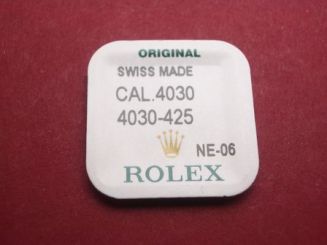 ORIGINAL
SWISS MADE
CAL.4030
4030-425
NE-06
ROLEX